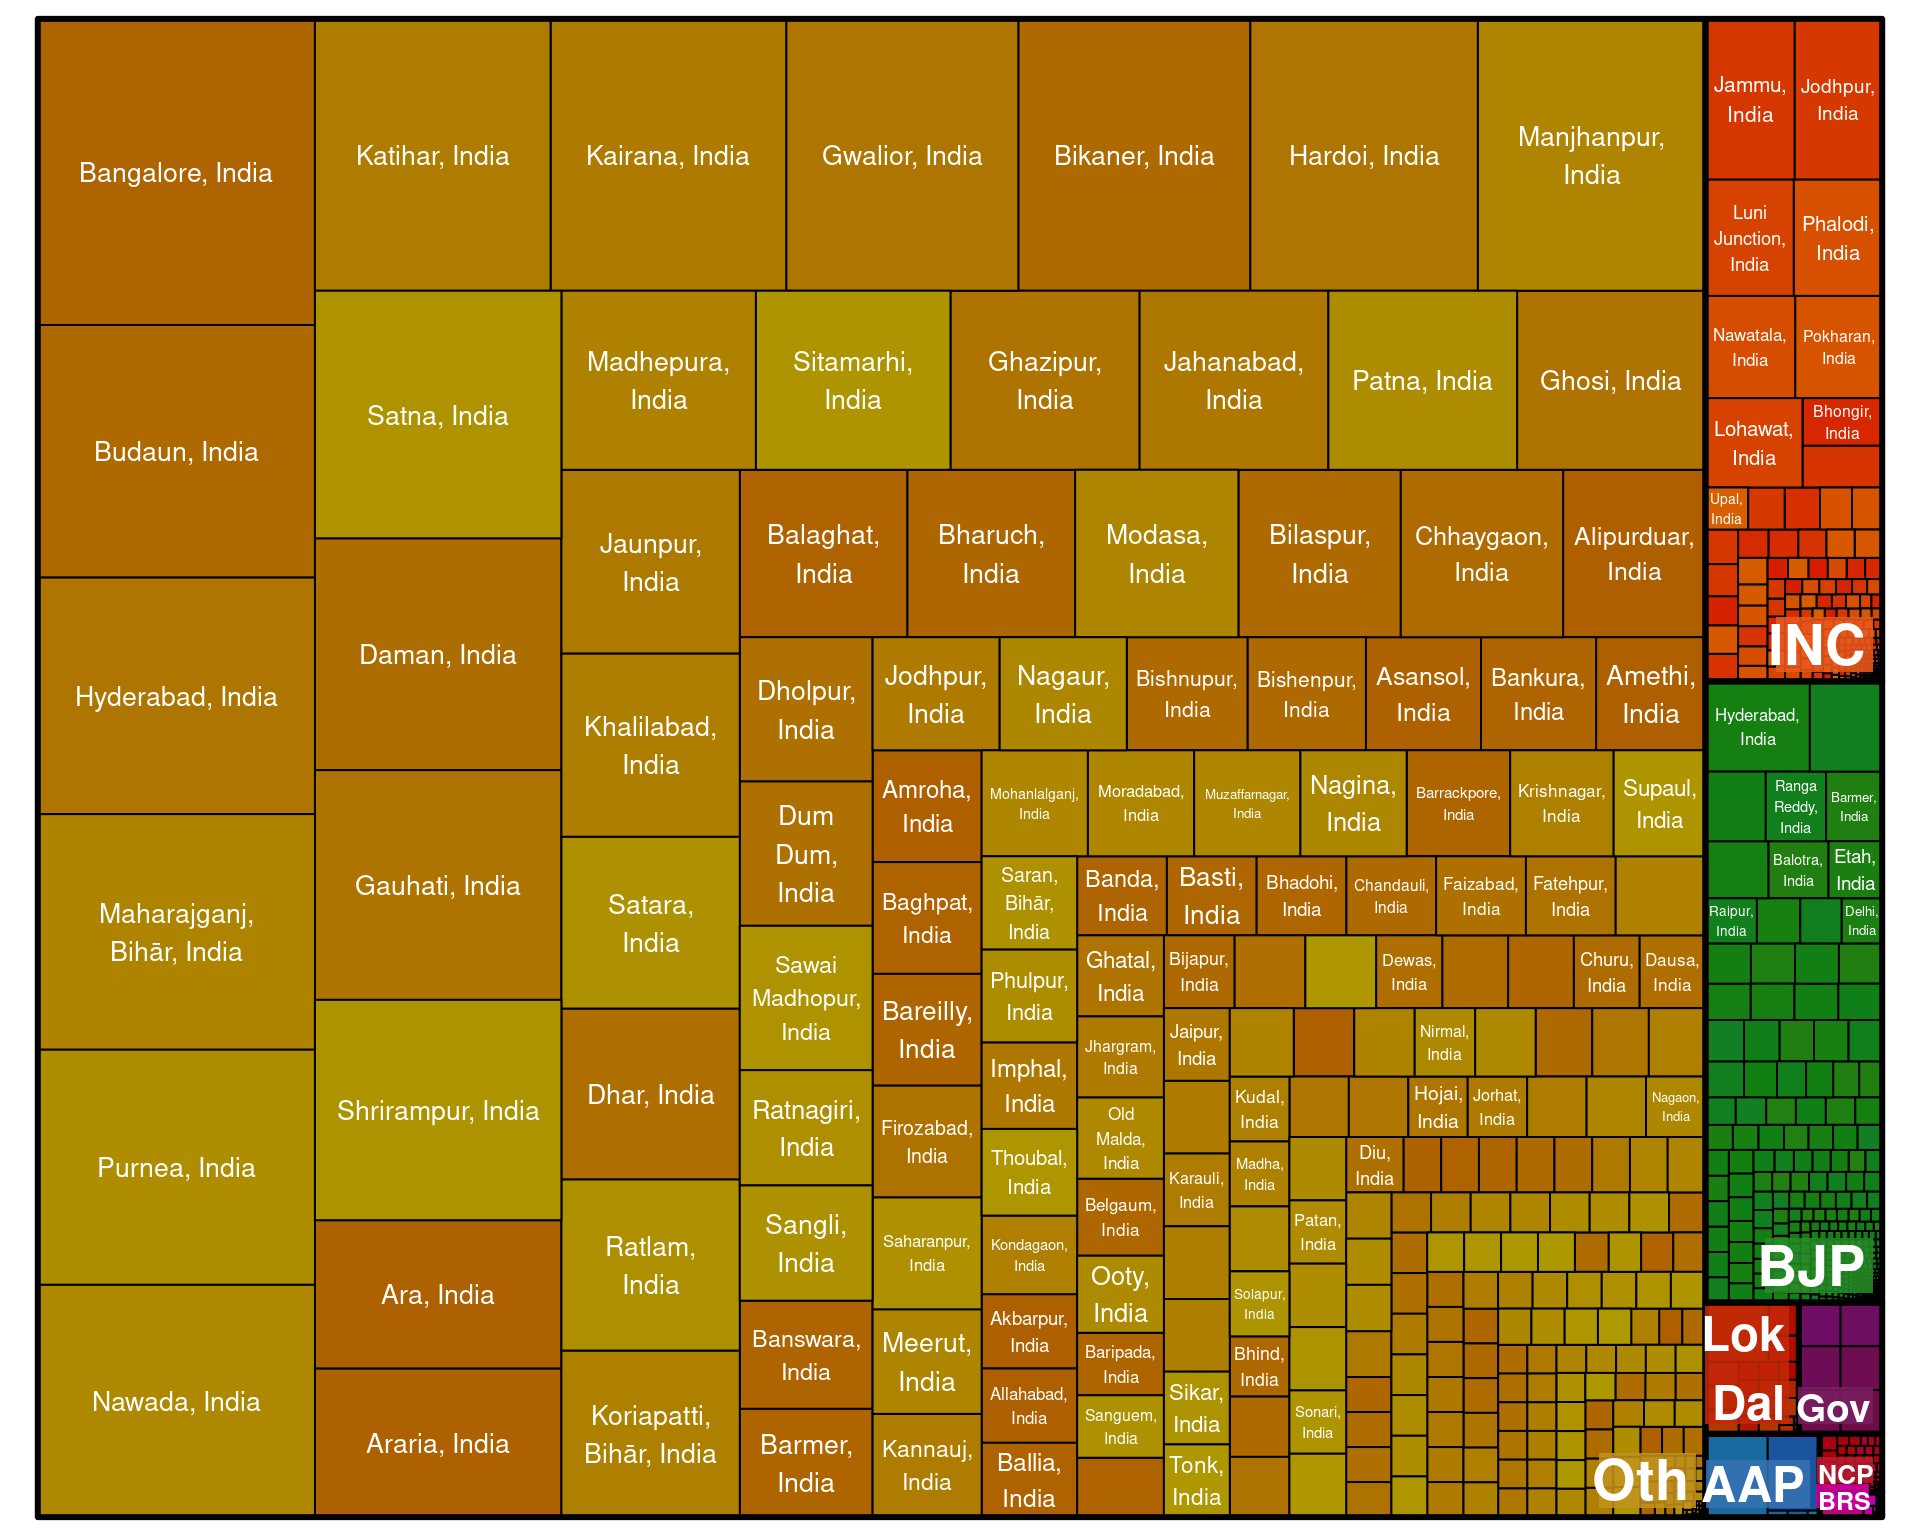 Bangalore, India
Katihar, India
Kairana, India
Gwalior, India
Bikaner, India
Hardoi, India
Manjhanpur,
India
Budaun, India
Satna, India
Madhepura,
India
Sitamarhi,
India
Ghazipur,
India
Jahanabad,
India
Patna, India
Ghosi, India
Hyderabad, India
Daman, India
Jaunpur,
India
Balaghat,
India
Bharuch,
India
Modasa,
India
Bilaspur,
India
Chhaygaon,
India
Alipurduar,
India
Khalilabad,
India
Dholpur,
India
Jodhpur,
India
Nagaur,
India
Bishnupur,
India
Bishenpur,
India
Asansol,
India
Bankura,
India
Amethi,
India
Maharajganj,
Bihār, India
Gauhati, India
Satara,
India
Dum
Dum,
India
Amroha,
India
Mohanlalganj,
India
Moradabad,
India
Muzaffarnagar,
India
Nagina,
India
Barrackpore,
India
Krishnagar,
India
Supaul,
India
Baghpat,
India
Saran,
Bihār,
India
Banda,
India
Basti,
India
Bhadohi,
India
Chandauli,
India
Faizabad,
India
Fatehpur,
India
Sawai
Madhopur,
India
Bareilly,
India
Phulpur,
India
Ghatal,
India
Bijapur,
India
Dewas,
India
Churu,
India
Dausa,
India
Purnea, India
Shrirampur, India
Dhar, India
Ratnagiri,
India
Firozabad,
India
Imphal,
India
Jhargram,
India
Jaipur,
India
Nirmal,
India
Thoubal,
India
Old
Malda,
India
Kudal,
India
Hojai,
India
Jorhat,
India
Nagaon,
India
Karauli,
India
Madha,
India
Diu,
India
Ara, India
Ratlam,
India
Sangli,
India
Saharanpur,
India
Kondagaon,
India
Belgaum,
India
Patan,
India
Ooty,
India
Solapur,
India
Nawada, India
Araria, India
Koriapatti,
Bihār, India
Banswara,
India
Meerut,
India
Akbarpur,
India
Baripada,
India
Bhind,
India
Barmer,
India
Kannauj,
India
Allahabad,
India
Sanguem,
India
Sikar,
India
Sonari,
India
Ballia,
India
Tonk,
India
Oth
Jammu,
India
Jodhpur,
India
Luni
Junction,
India
Phalodi,
India
Nawatala,
India
Pokharan,
India
Lohawat,
India
Bhongir,
India
Upal,
India
INC
Hyderabad,
India
Ranga
Reddy,
India
Barmer,
India
Balotra,
India
Etah,
India
Raipur,
India
Delhi,
India
BJP
Lok
Dal
Gov
AAP
NCP
BRS